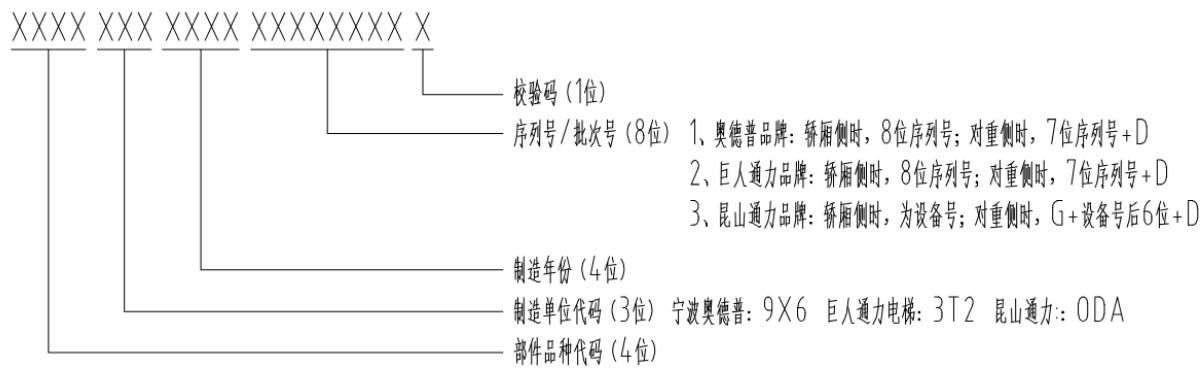 XXXX XXX XXXX XXXXXXXX X
校验码(1位)
序列号/批次号(8位) 1、奥德普品牌：轿厢侧时，8位序列号；对重侧时，7位序列号+D
2、巨人通力品牌：轿厢侧时，8位序列号；对重侧时，7位序列号+D
3、昆山通力品牌：轿厢侧时，为设备号；对重侧时，G+设备号后6位+D
制造年份(4位)
制造单位代码(3位) 宁波奥德普：9X6 巨人通力电梯：3T2 昆山通力:：0DA
部件品种代码(4位)